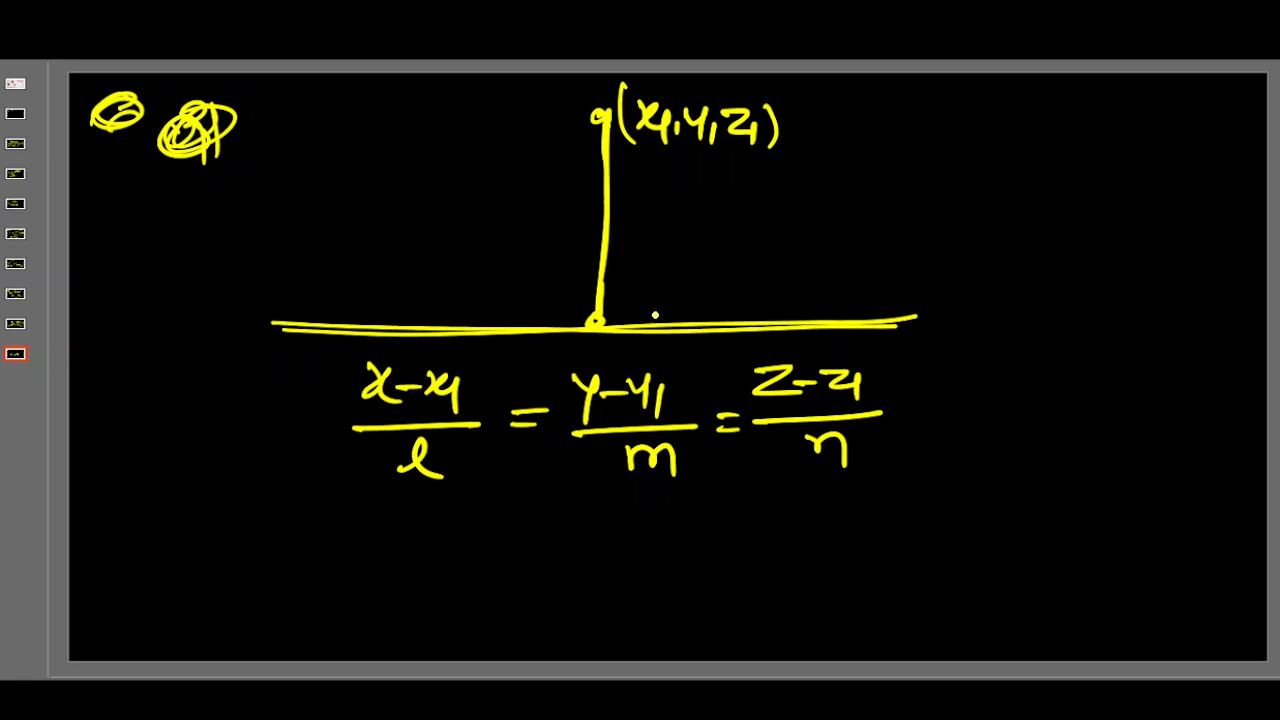 (x₁, y₁, z₁)
x-x₁/l = y-y₁/m = z-z₁/n